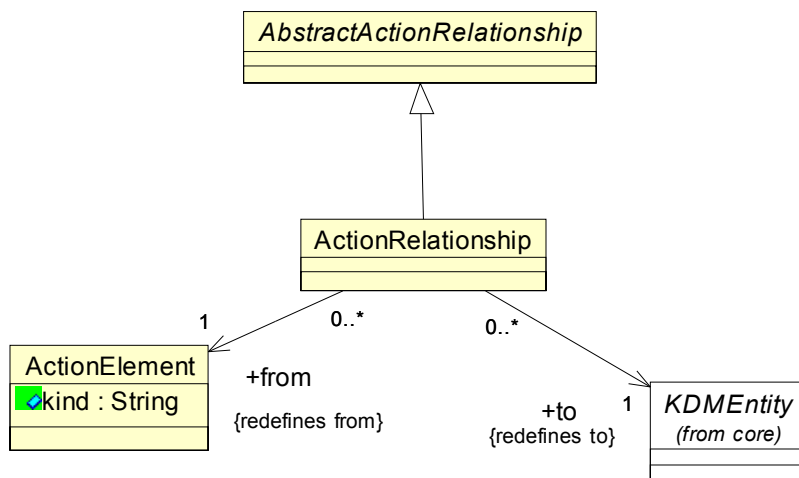 AbstractActionRelationship
ActionRelationship
1
0..*
0..*
ActionElement
kind : String
+from
{redefines from}
+to
{redefines to}
1
KDMEntity
(from core)